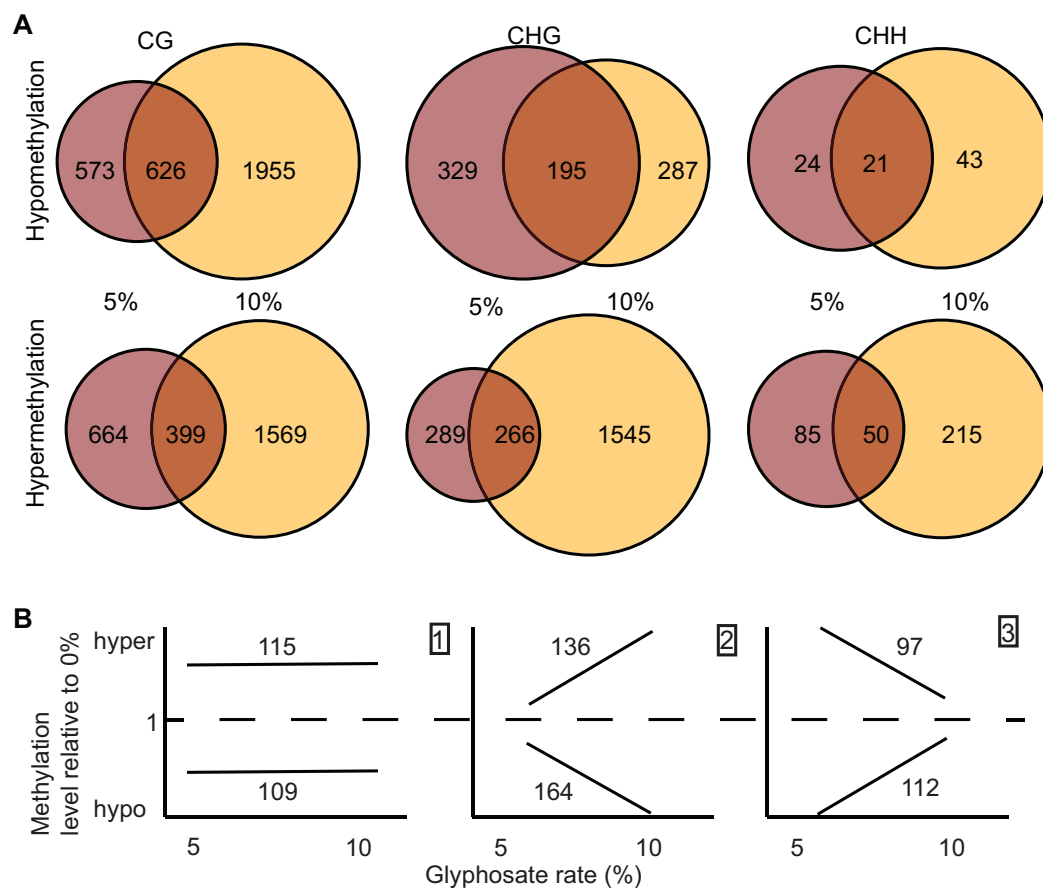 A
CG CHG CHH
Hypomethylation
573 626 1955 329 195 287 24 21 43
5% 10% 5% 10% 5% 10%
Hypermethylation
664 399 1569 289 266 1545 85 50 215
B
Methylation
level relative to 0%
hyper
1
hypo
115 1
109
136 2
164
97 3
112
5 10 5 10 5 10
Glyphosate rate (%)